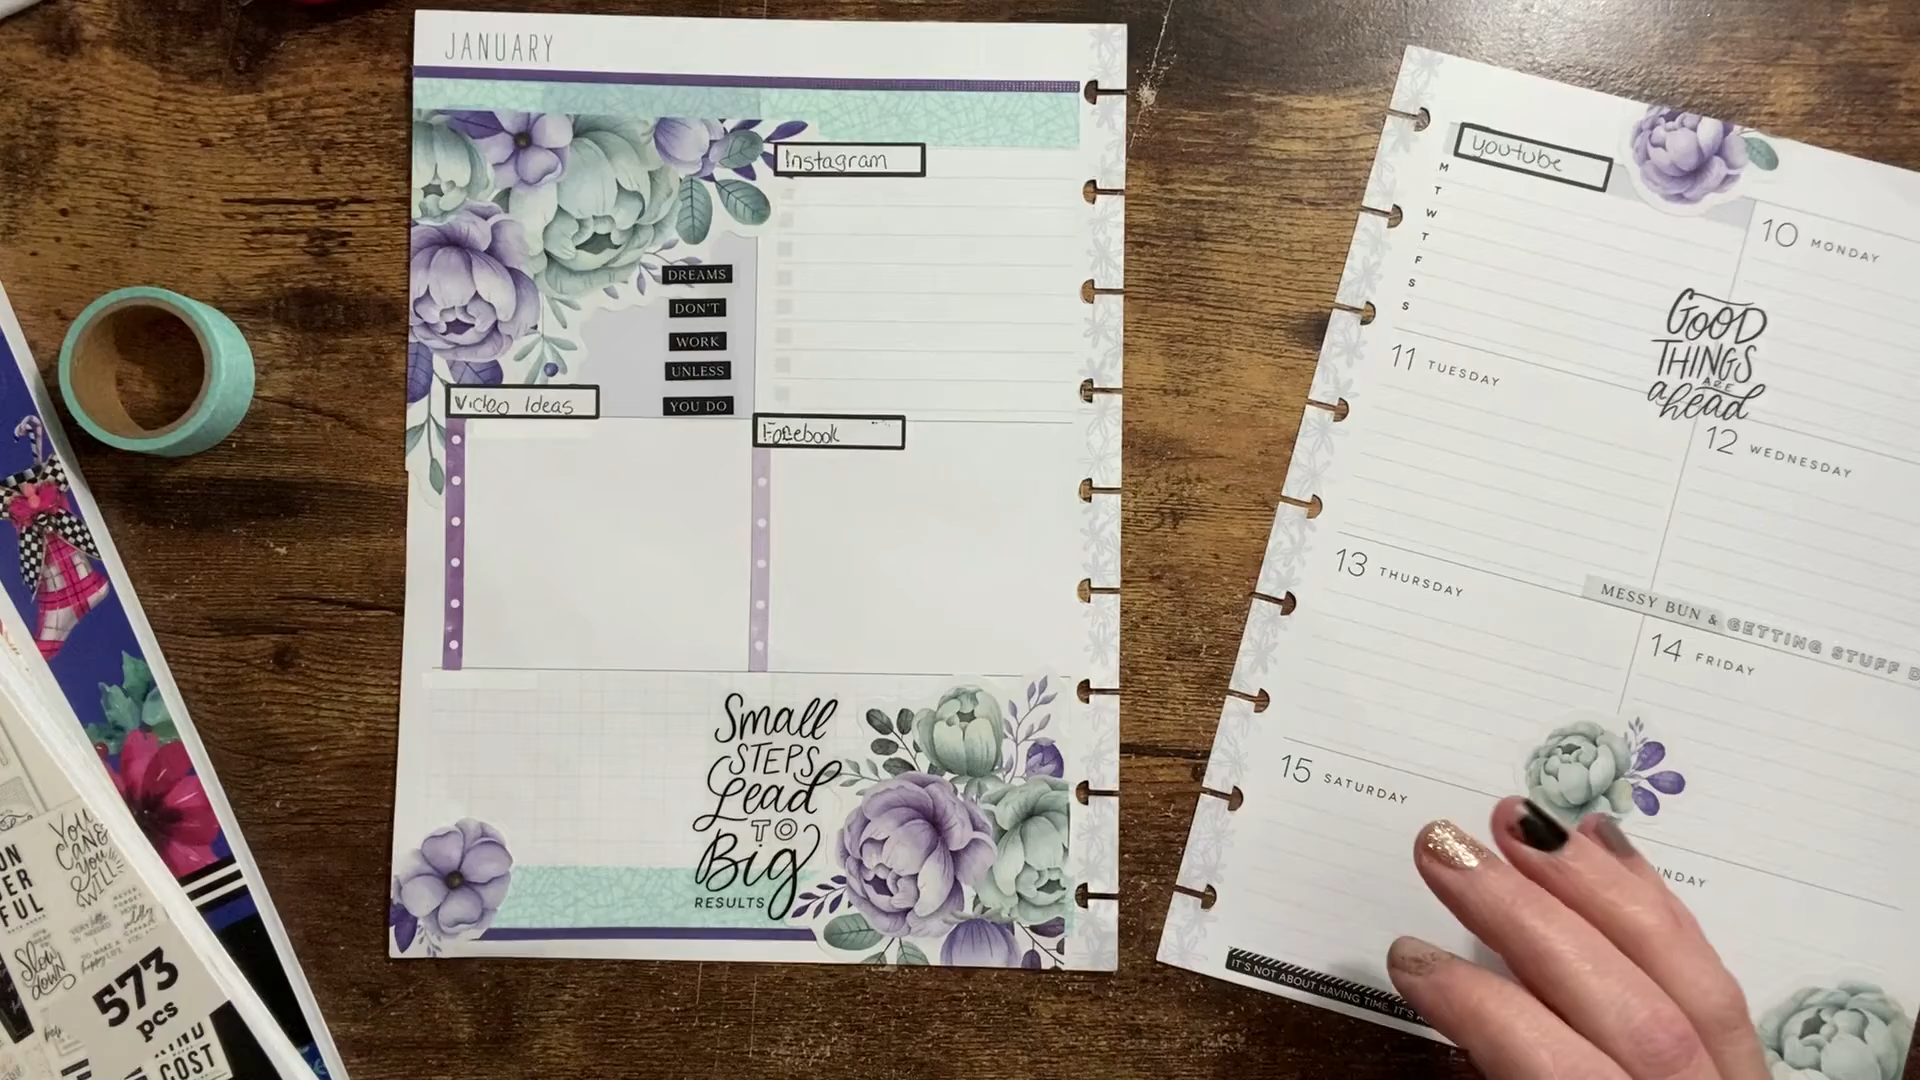 JANUARY
Instagram
DREAMS
DON'T
WORK
UNLESS
YOU DO
Video Ideas
Facebook
Small
STEPS
Lead
TO
Big
RESULTS
youtube
M
T
W
T
F
S
S
10 MONDAY
GOOD
THINGS
ARE
ahead
11 TUESDAY
12 WEDNESDAY
13 THURSDAY
MESSY BUN & GETTING STUFF D
14 FRIDAY
15 SATURDAY
NDAY
IT'S NOT ABOUT HAVING TIME. IT'S
YOU
CAN &
YOU
WILL
ON
DER
FUL
Slow
down
573
pcs
KIND
COST